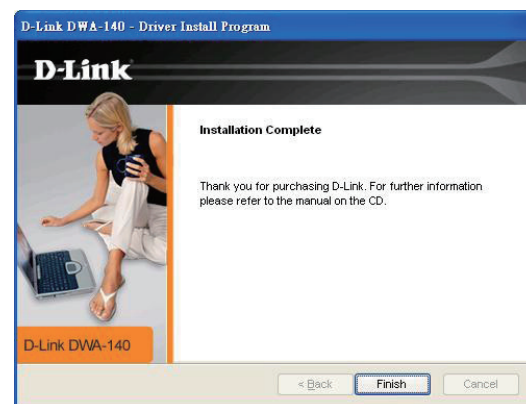 D-Link DWA-140 - Driver Install Program
D-Link
Installation Complete
Thank you for purchasing D-Link. For further information
please refer to the manual on the CD.
D-Link DWA-140
< Back
Finish
Cancel